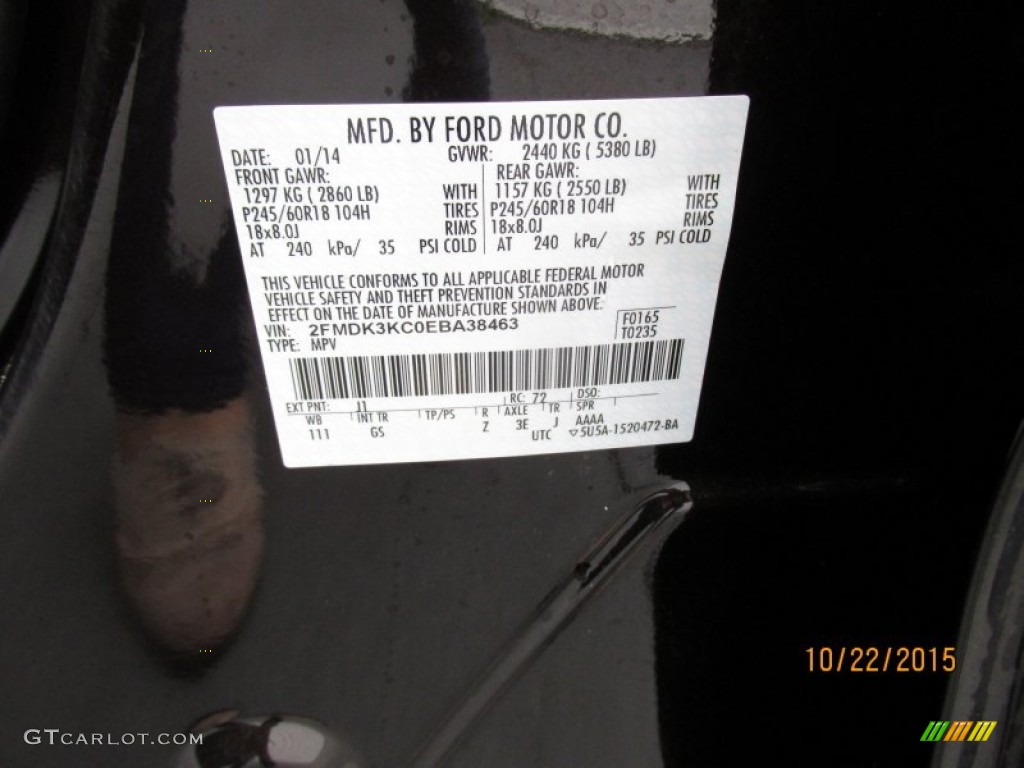 MFD. BY FORD MOTOR CO.
DATE: 01/14 GVWR: 2440 KG ( 5380 LB)
FRONT GAWR: REAR GAWR:
1297 KG ( 2860 LB) WITH 1157 KG ( 2550 LB) WITH
P245/60R18 104H TIRES P245/60R18 104H TIRES
18x8.0J RIMS 18x8.0J RIMS
AT 240 kPa/ 35 PSI COLD AT 240 kPa/ 35 PSI COLD
THIS VEHICLE CONFORMS TO ALL APPLICABLE FEDERAL MOTOR
VEHICLE SAFETY AND THEFT PREVENTION STANDARDS IN
EFFECT ON THE DATE OF MANUFACTURE SHOWN ABOVE.
VIN: 2FMDK3KC0EBA38463 F0165
TYPE: MPV T0235
EXT PNT: J1 RC: 72 DSO:
WB INT TR TP/PS R AXLE TR SPR
111 GS Z 3E J AAAA
UTC ▽5U5A-1520472-BA
10/22/2015
GTCARLOT.COM